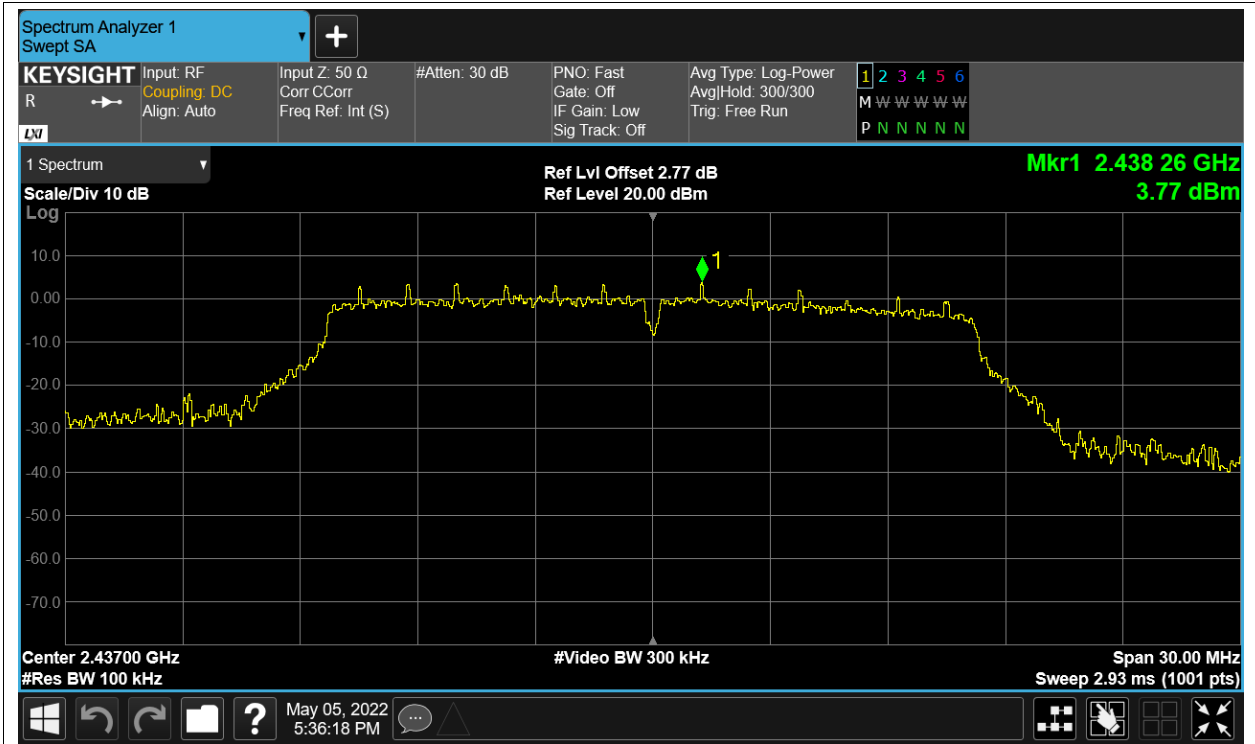 Spectrum Analyzer 1
Swept SA
KEYSIGHT
R
LXI
Input: RF
Coupling: DC
Align: Auto
Input Z: 50 Ω
Corr CCorr
Freq Ref: Int (S)
#Atten: 30 dB
PNO: Fast
Gate: Off
IF Gain: Low
Sig Track: Off
Avg Type: Log-Power
Avg|Hold: 300/300
Trig: Free Run
1 2 3 4 5 6
M W W W W W W
P N N N N N N
1 Spectrum
Scale/Div 10 dB
Ref Lvl Offset 2.77 dB
Ref Level 20.00 dBm
Mkr1 2.438 26 GHz
3.77 dBm
Log
10.0
0.00
-10.0
-20.0
-30.0
-40.0
-50.0
-60.0
-70.0
1
Center 2.43700 GHz
#Res BW 100 kHz
#Video BW 300 kHz
Span 30.00 MHz
Sweep 2.93 ms (1001 pts)
?
May 05, 2022
5:36:18 PM